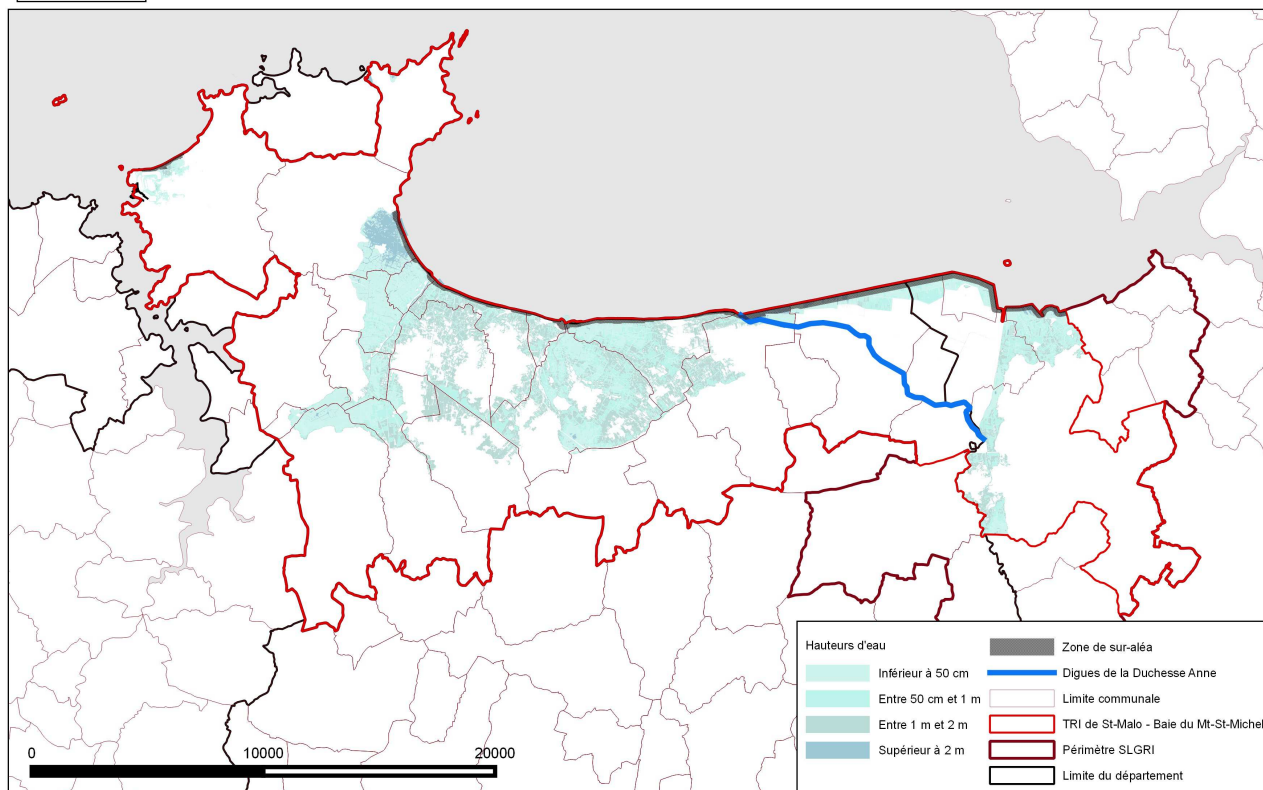 Hauteurs d'eau
Inférieur à 50 cm
Entre 50 cm et 1 m
Entre 1 m et 2 m
Supérieur à 2 m
Zone de sur-aléa
Digues de la Duchesse Anne
Limite communale
TRI de St-Malo - Baie du Mt-St-Michel
Périmètre SLGRI
Limite du département
0 10000 20000